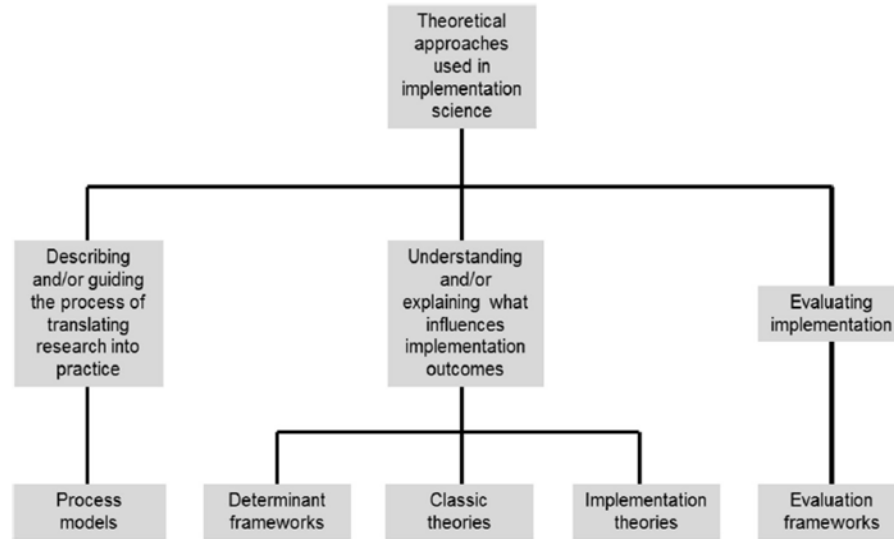 Theoretical
approaches
used in
implementation
science
Describing
and/or guiding
the process of
translating
research into
practice
Understanding
and/or
explaining what
influences
implementation
outcomes
Evaluating
implementation
Process
models
Determinant
frameworks
Classic
theories
Implementation
theories
Evaluation
frameworks